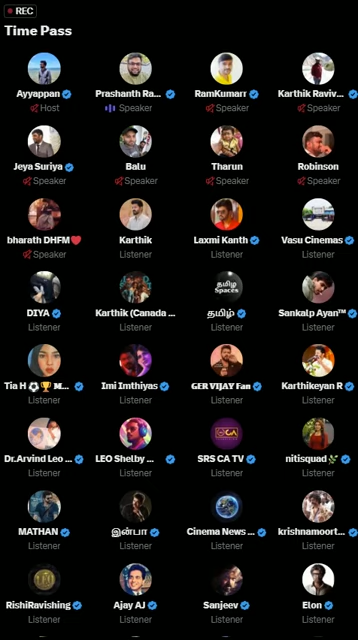 REC
Time Pass
Ayyappan Prashanth Ra... RamKumarr Karthik Raviv...
Host Speaker Speaker Speaker
Jeya Suriya Balu Tharun Robinson
Speaker Speaker Speaker Speaker
bharath DHFM❤️ Karthik Laxmi Kanth Vasu Cinemas
Speaker Listener Listener Listener
தமிழ்
Spaces
DIYA Karthik (Canada ... தமிழ் Sankalp Ayan™
Listener Listener Listener Listener
Tia H ⚽🏆 M... Imi Imthiyas GER VIJAY Fan Karthikeyan R
Listener Listener Listener Listener
Dr.Arvind Leo ... LEO Shelby ... SRS CA TV nitisquad🌿
Listener Listener Listener Listener
MATHAN இன்பா Cinema News ... krishnamoort...
Listener Listener Listener Listener
RishiRavishing Ajay AJ Sanjeev Elon
Listener Listener Listener Listener